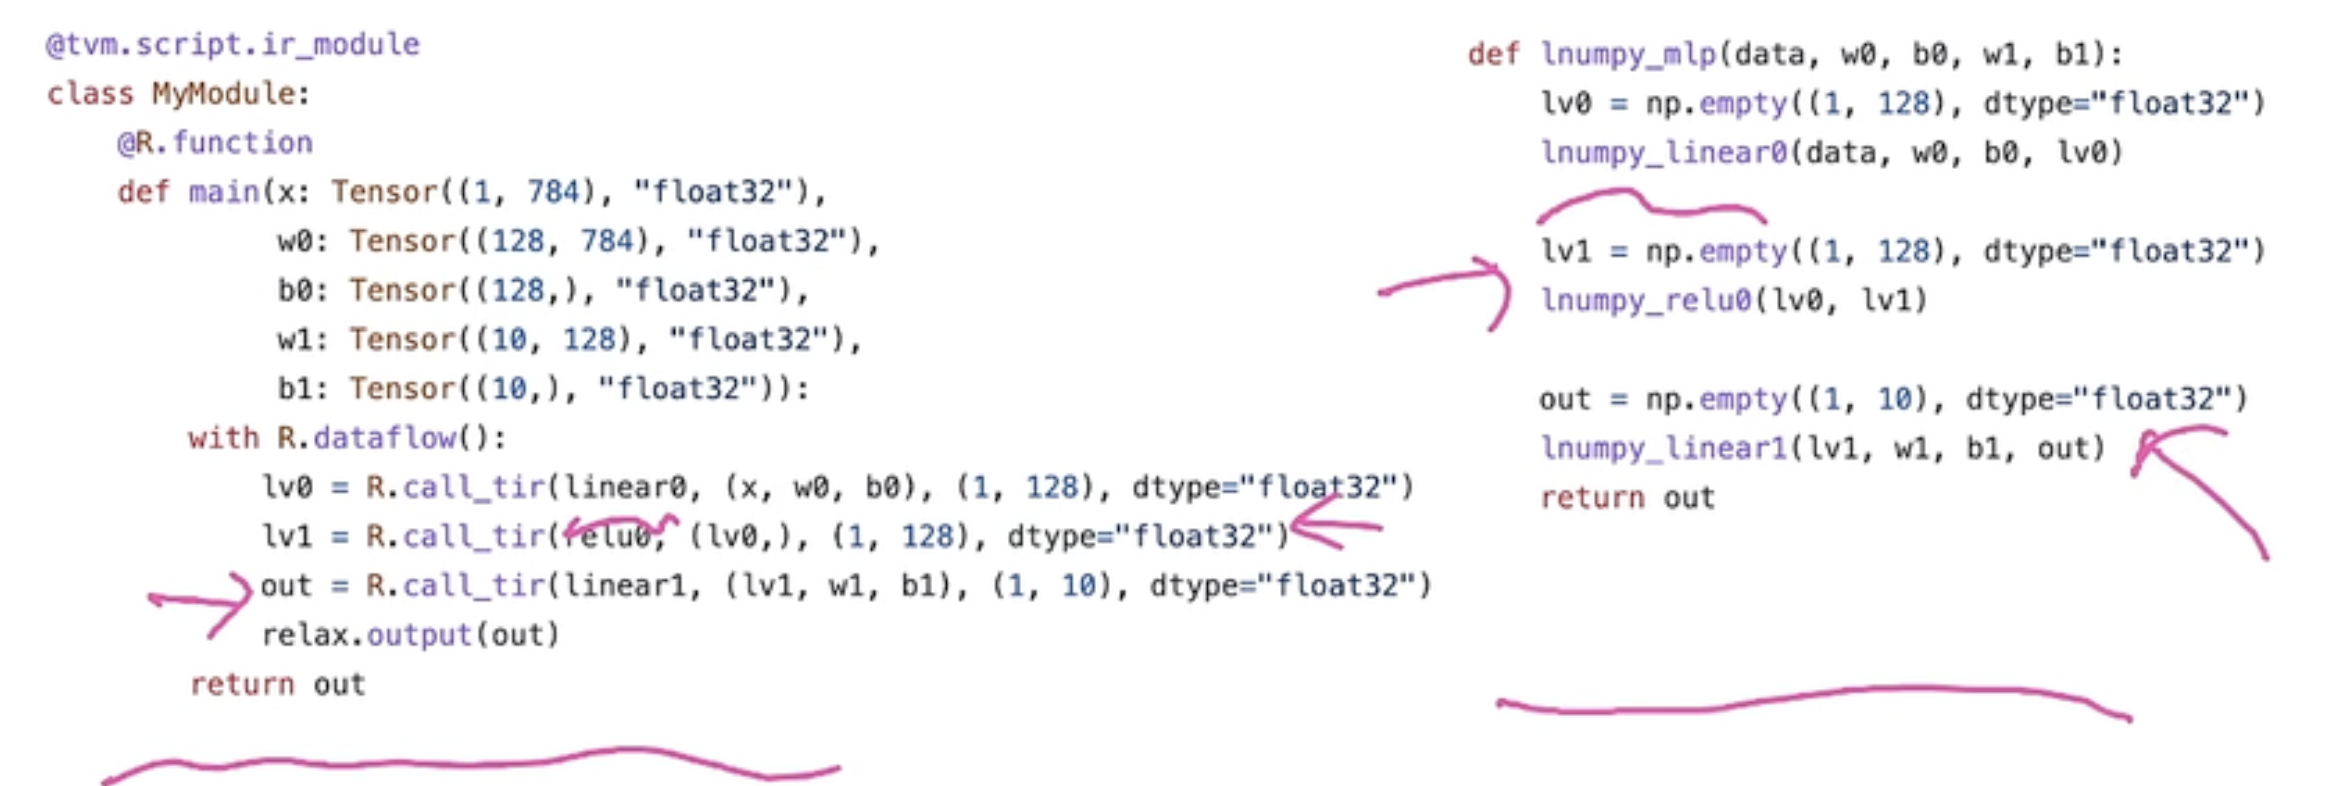 @tvm.script.ir_module
class MyModule:
    @R.function
    def main(x: Tensor((1, 784), "float32"),
             w0: Tensor((128, 784), "float32"),
             b0: Tensor((128,), "float32"),
             w1: Tensor((10, 128), "float32"),
             b1: Tensor((10,), "float32")):
        with R.dataflow():
            lv0 = R.call_tir(linear0, (x, w0, b0), (1, 128), dtype="float32")
            lv1 = R.call_tir(relu0, (lv0,), (1, 128), dtype="float32")
            out = R.call_tir(linear1, (lv1, w1, b1), (1, 10), dtype="float32")
            relax.output(out)
        return out
def lnumpy_mlp(data, w0, b0, w1, b1):
    lv0 = np.empty((1, 128), dtype="float32")
    lnumpy_linear0(data, w0, b0, lv0)
    lv1 = np.empty((1, 128), dtype="float32")
    lnumpy_relu0(lv0, lv1)
    out = np.empty((1, 10), dtype="float32")
    lnumpy_linear1(lv1, w1, b1, out)
    return out